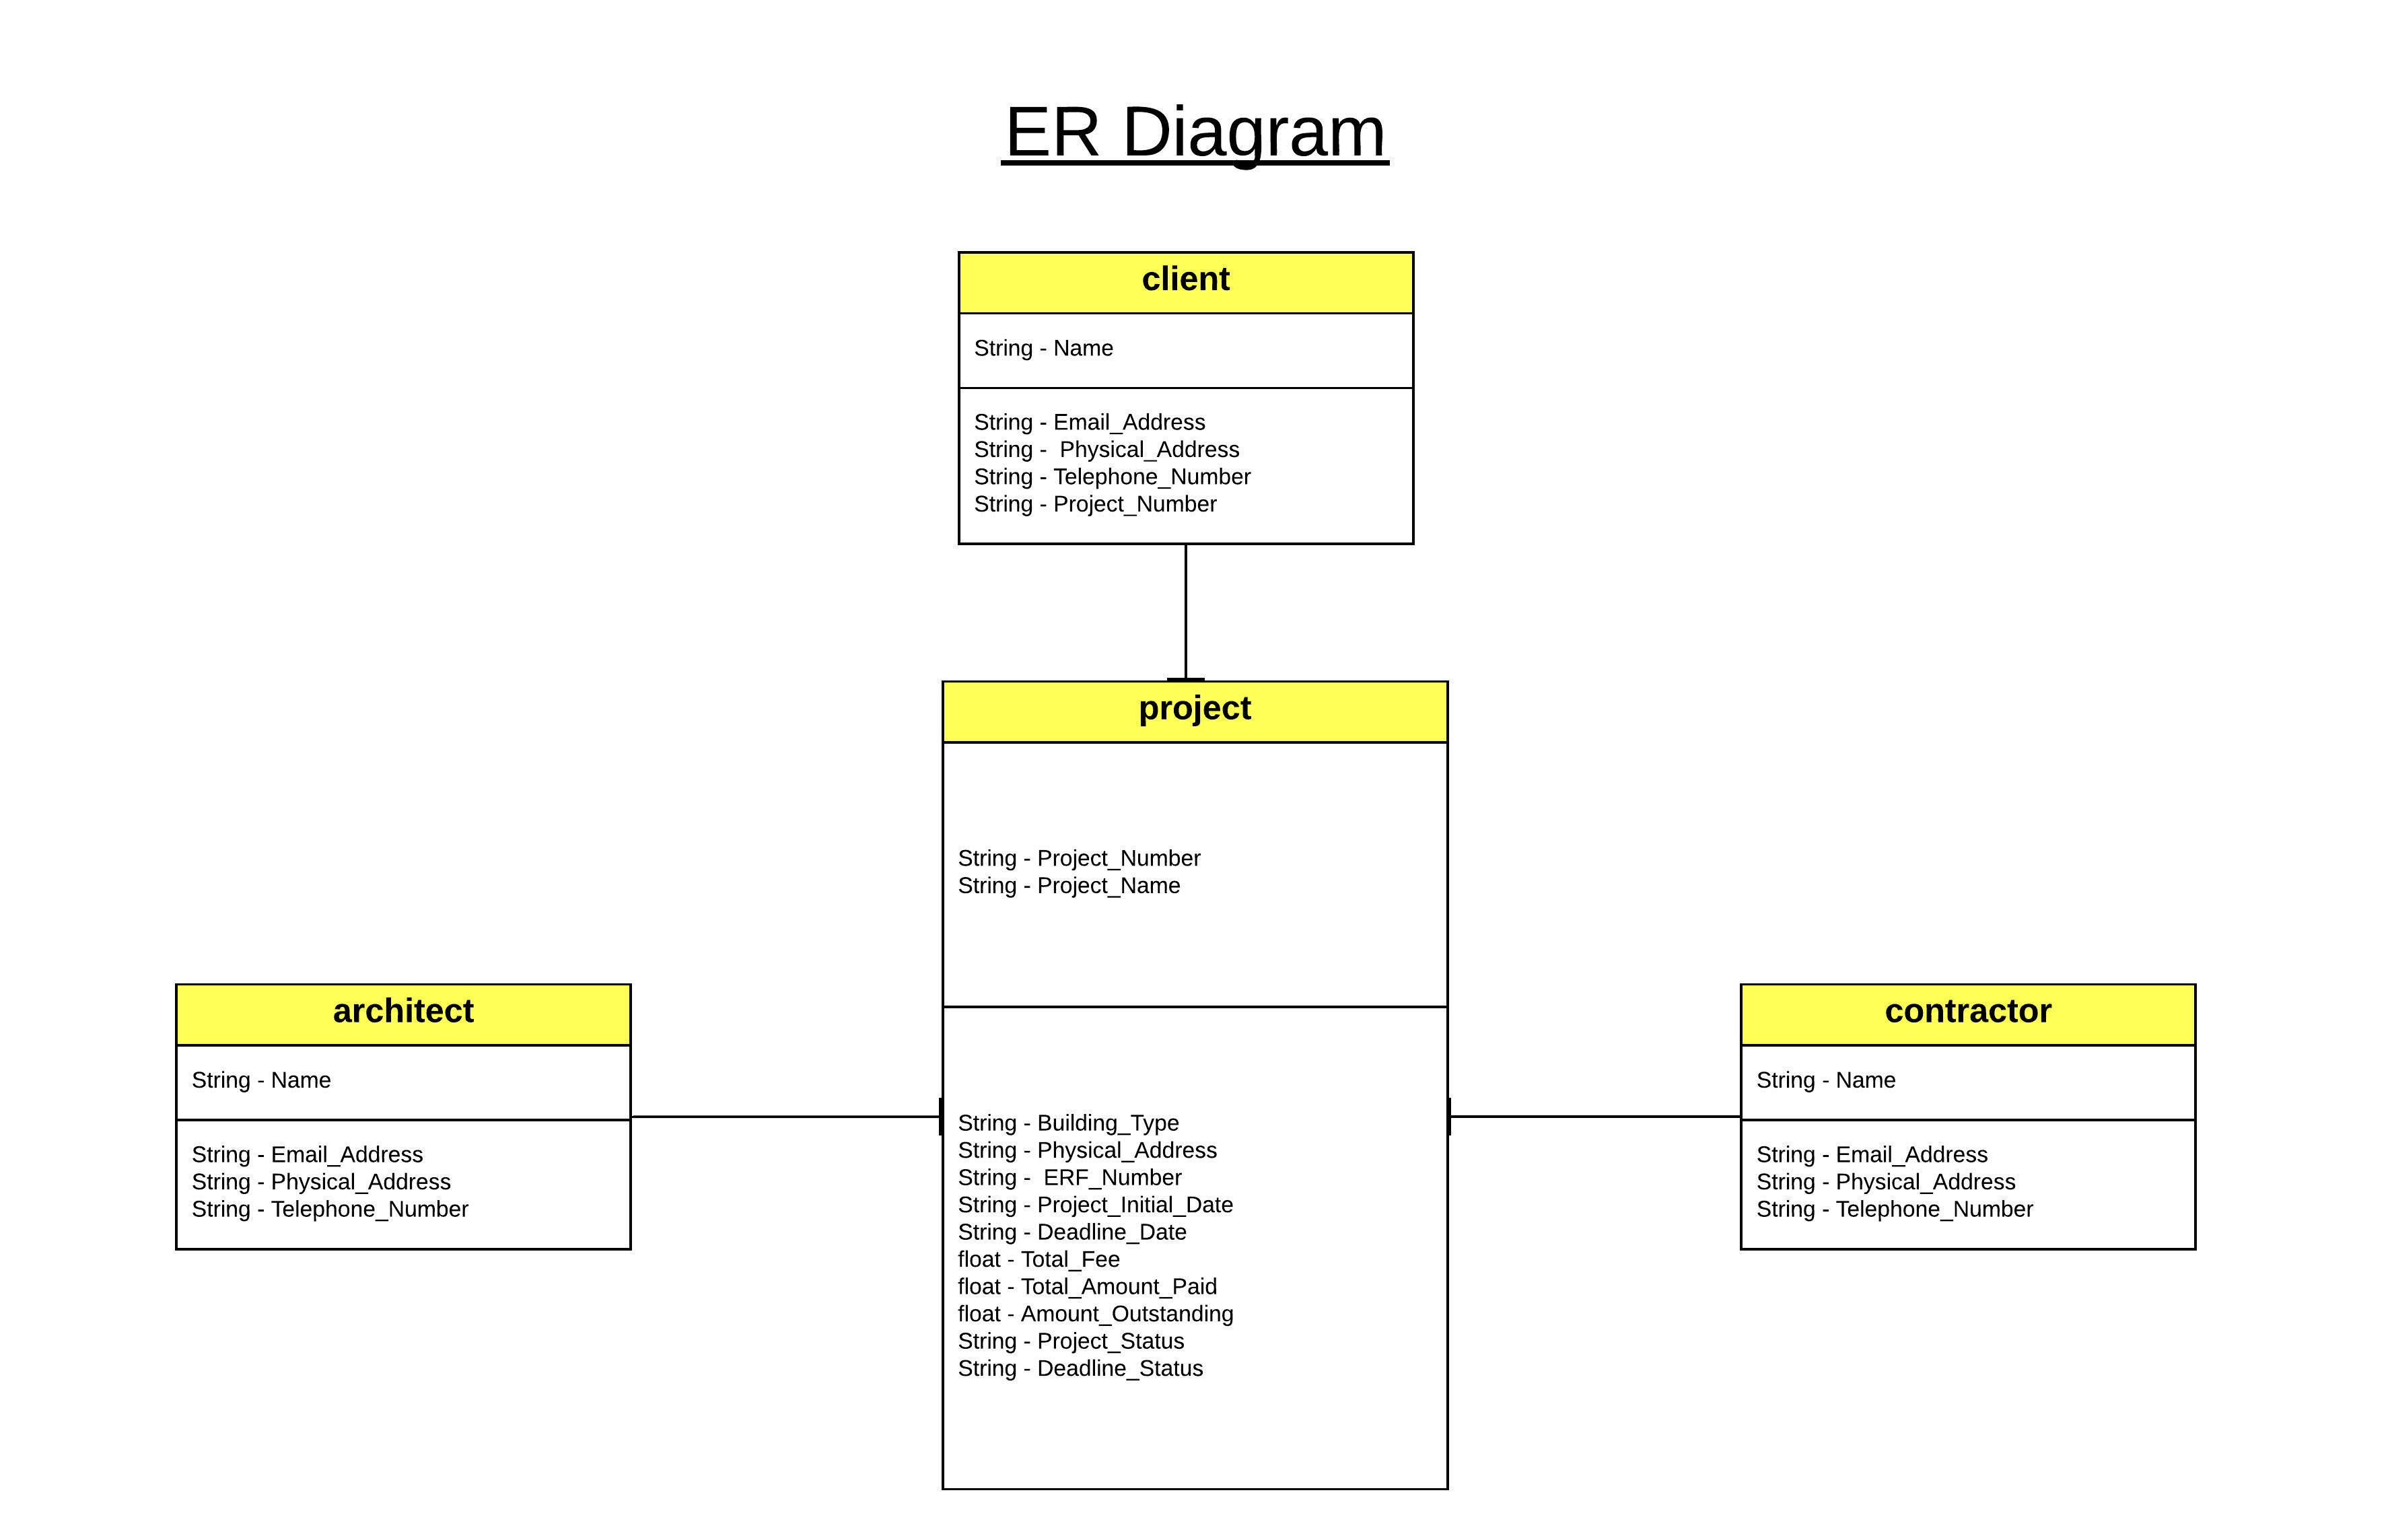 ER Diagram
client
String - Name
String - Email_Address
String -  Physical_Address
String - Telephone_Number
String - Project_Number
project
String - Project_Number
String - Project_Name
String - Building_Type
String - Physical_Address
String -  ERF_Number
String - Project_Initial_Date
String - Deadline_Date
float - Total_Fee
float - Total_Amount_Paid
float - Amount_Outstanding
String - Project_Status
String - Deadline_Status
architect
String - Name
String - Email_Address
String - Physical_Address
String - Telephone_Number
contractor
String - Name
String - Email_Address
String - Physical_Address
String - Telephone_Number